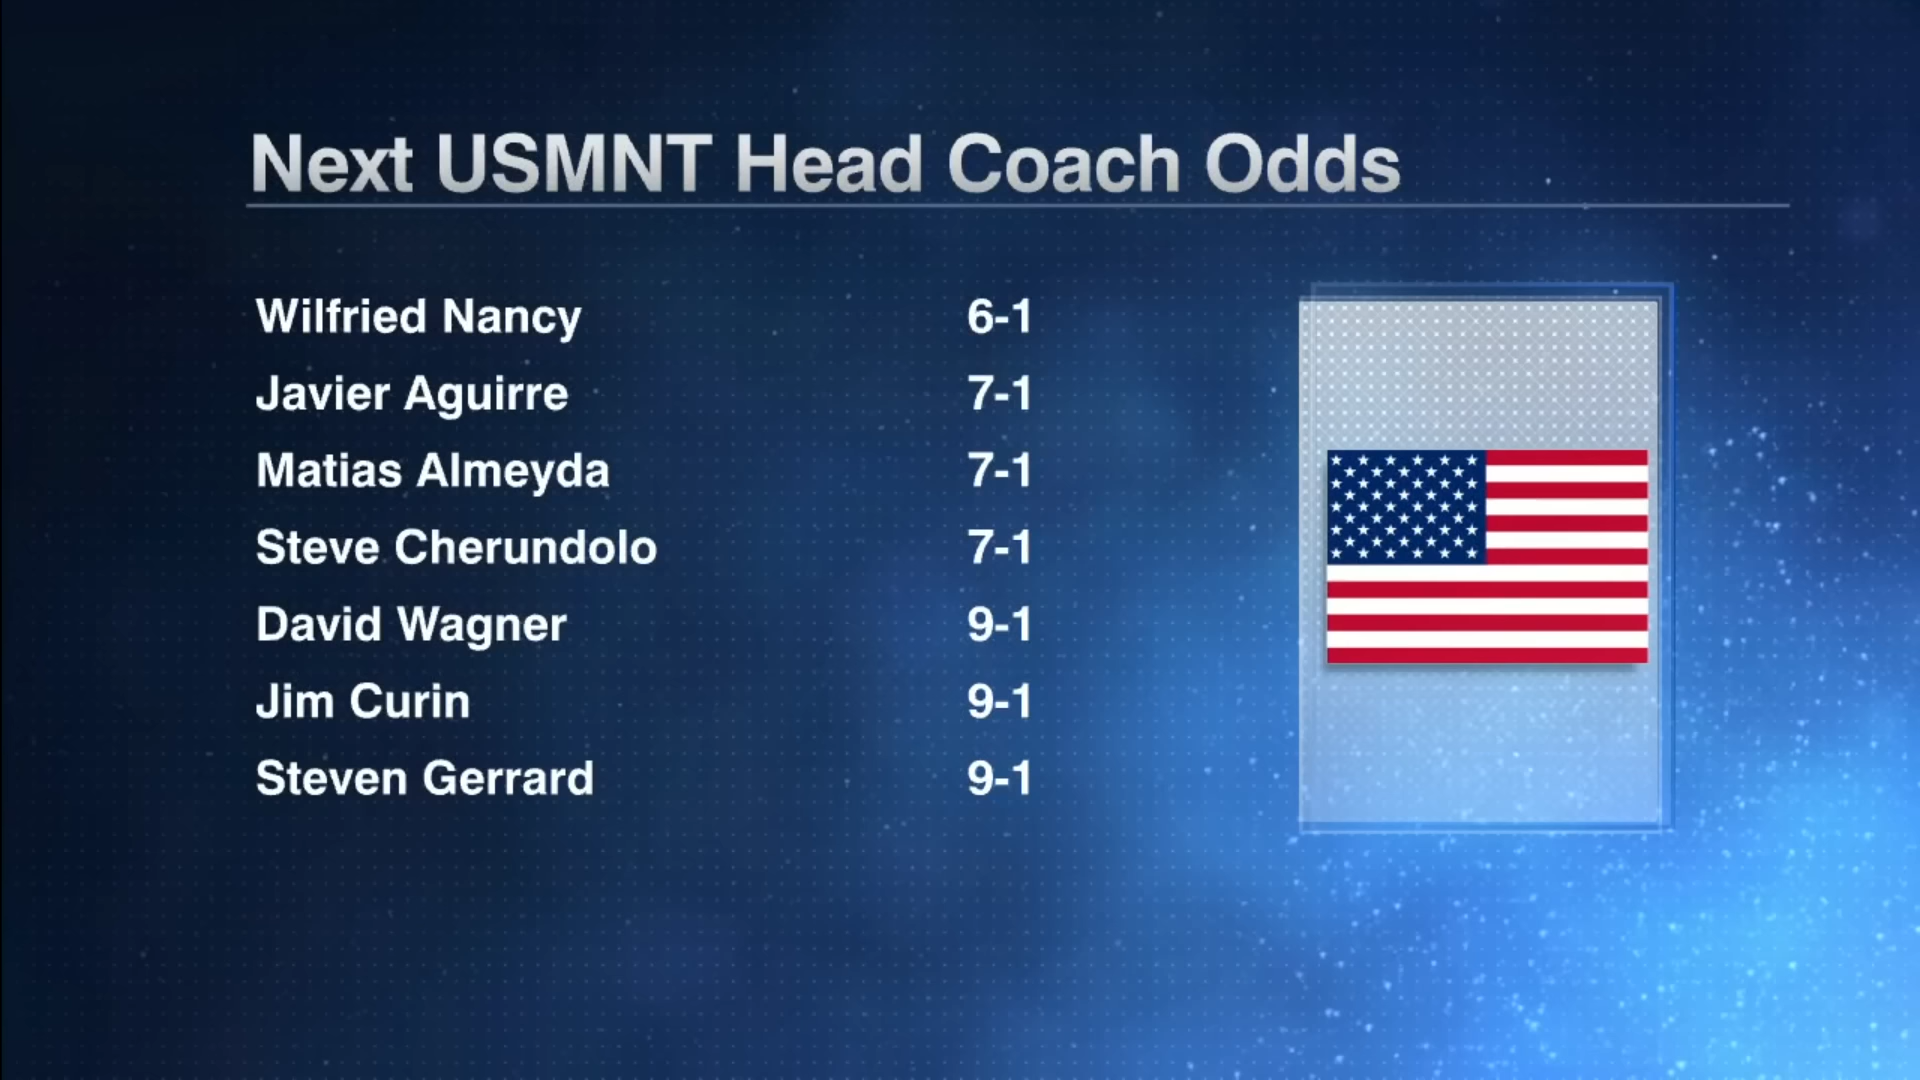 Next USMNT Head Coach Odds
Wilfried Nancy 6-1
Javier Aguirre 7-1
Matias Almeyda 7-1
Steve Cherundolo 7-1
David Wagner 9-1
Jim Curin 9-1
Steven Gerrard 9-1